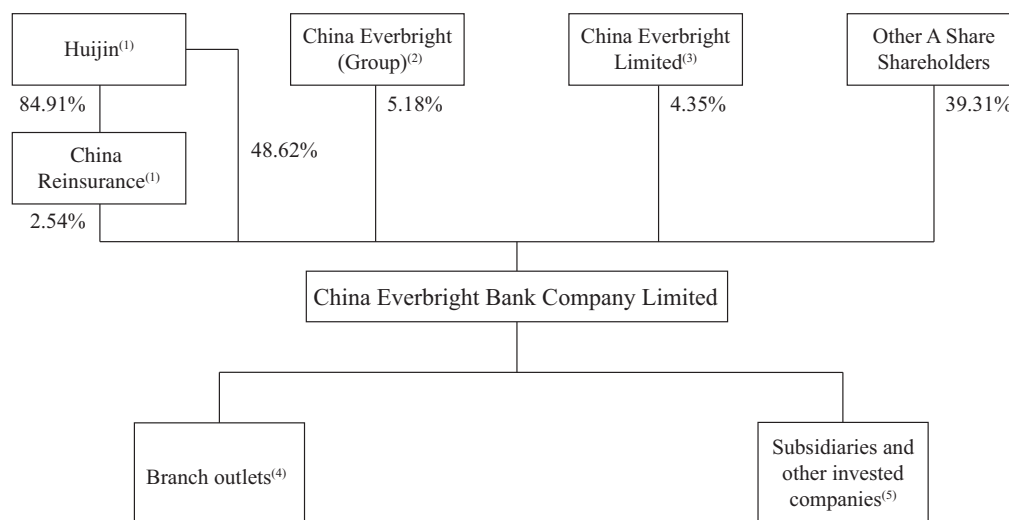 Huijin(1)
China Everbright
(Group)(2)
China Everbright
Limited(3)
Other A Share
Shareholders
84.91%
5.18%
4.35%
39.31%
China
Reinsurance(1)
48.62%
2.54%
China Everbright Bank Company Limited
Branch outlets(4)
Subsidiaries and
other invested
companies(5)